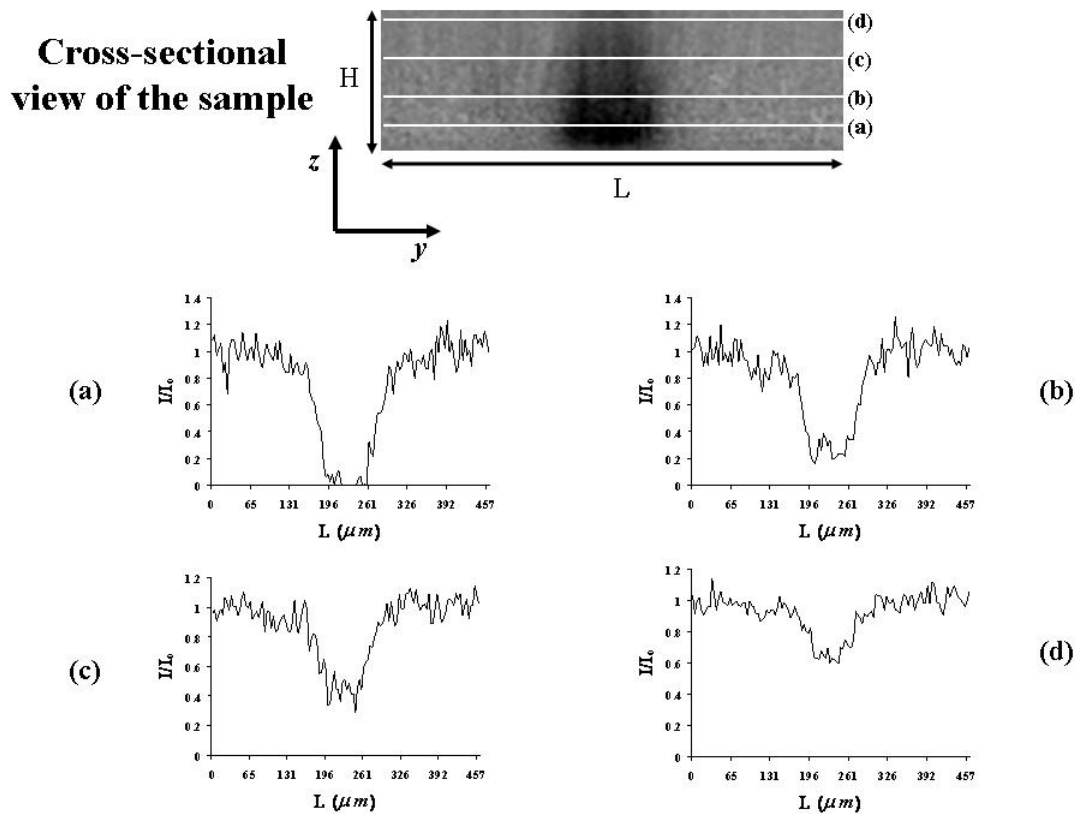 Cross-sectional
view of the sample
H
(d)
(c)
(b)
(a)
L
z
y
(a)
I/I₀
1.4
1.2
1
0.8
0.6
0.4
0.2
0
0 65 131 196 261 326 392 457
L (μm)
(b)
I/I₀
1.4
1.2
1
0.8
0.6
0.4
0.2
0
0 65 131 196 261 326 392 457
L (μm)
(c)
I/I₀
1.2
1
0.8
0.6
0.4
0.2
0
0 65 131 196 261 326 392 457
L (μm)
(d)
I/I₀
1.2
1
0.8
0.6
0.4
0.2
0
0 65 131 196 261 326 392 457
L (μm)